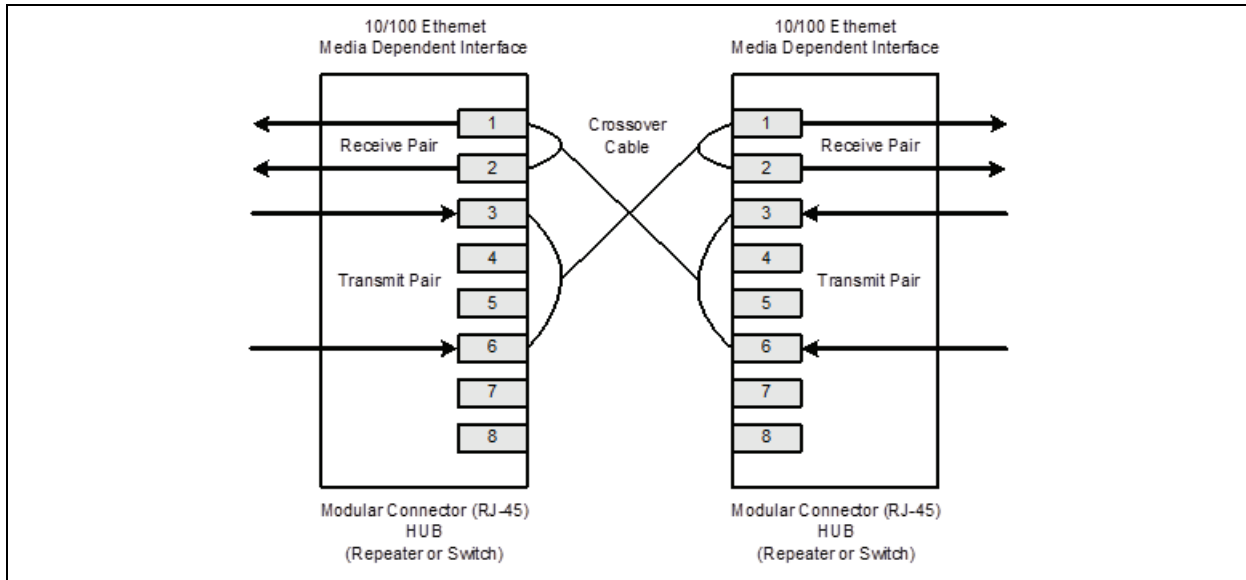 10/100 Ethernet
Media Dependent Interface
10/100 Ethernet
Media Dependent Interface
1
Receive Pair
2
3
4
Transmit Pair
5
6
7
8
Crossover
Cable
1
Receive Pair
2
3
4
Transmit Pair
5
6
7
8
Modular Connector (RJ-45)
HUB
(Repeater or Switch)
Modular Connector (RJ-45)
HUB
(Repeater or Switch)